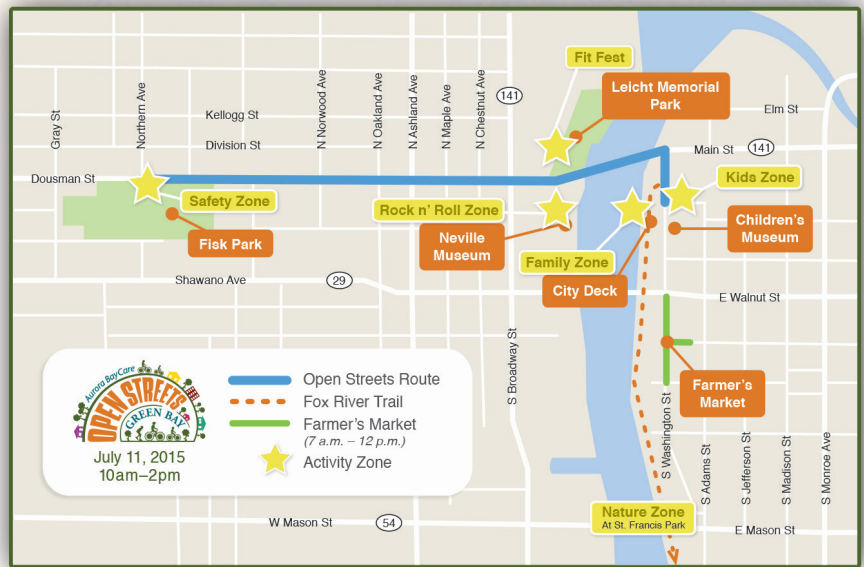 Fit Fest
Leicht Memorial
Park
141
Elm St
Gray St
Northern Ave
N Norwood Ave
N Oakland Ave
N Ashland Ave
N Maple Ave
N Chestnut Ave
Kellogg St
Division St
Main St
141
Dousman St
Safety Zone
Fisk Park
Rock n' Roll Zone
Neville
Museum
Family Zone
City Deck
Kids Zone
Children's
Museum
Shawano Ave
29
E Walnut St
S Broadway St
Farmer's
Market
S Washington St
S Adams St
S Jefferson St
S Madison St
S Monroe Ave
Aurora BayCare
OPEN STREETS
GREEN BAY
July 11, 2015
10am–2pm
Open Streets Route
Fox River Trail
Farmer's Market
(7 a.m. – 12 p.m.)
Activity Zone
Nature Zone
At St. Francis Park
W Mason St
54
E Mason St